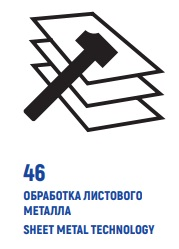 46
ОБРАБОТКА ЛИСТОВОГО
МЕТАЛЛА
SHEET METAL TECHNOLOGY